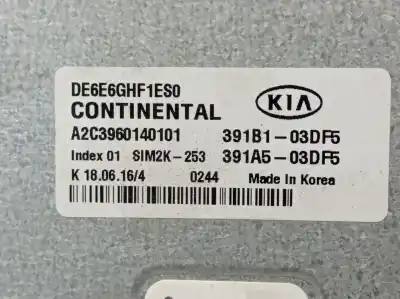 DE6E6GHF1ES0
CONTINENTAL
KIA
A2C3960140101 391B1-03DF5
Index 01 SIM2K-253 391A5-03DF5
K 18.06.16/4 0244 Made In Korea